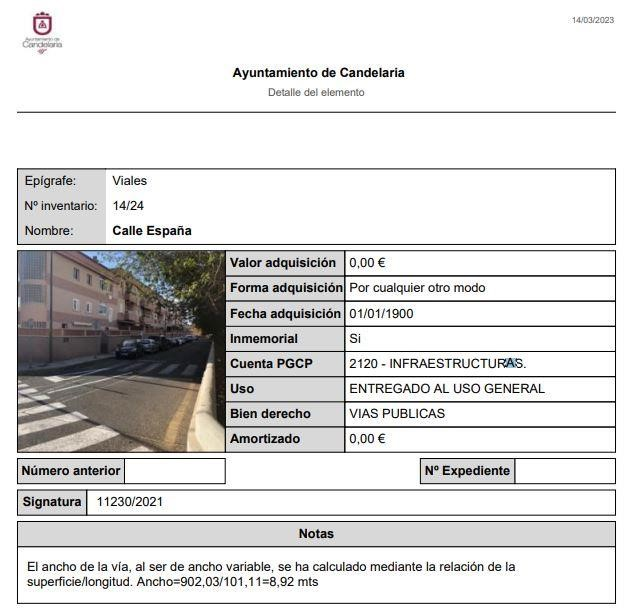 14/03/2023
Ayuntamiento de
Candelaria
Ayuntamiento de Candelaria
Detalle del elemento
Epígrafe: Viales
Nº inventario: 14/24
Nombre: Calle España
Valor adquisición 0,00 €
Forma adquisición Por cualquier otro modo
Fecha adquisición 01/01/1900
Inmemorial Si
Cuenta PGCP 2120 - INFRAESTRUCTURAS.
Uso ENTREGADO AL USO GENERAL
Bien derecho VIAS PUBLICAS
Amortizado 0,00 €
Número anterior Nº Expediente
Signatura 11230/2021
Notas
El ancho de la vía, al ser de ancho variable, se ha calculado mediante la relación de la
superficie/longitud. Ancho=902,03/101,11=8,92 mts